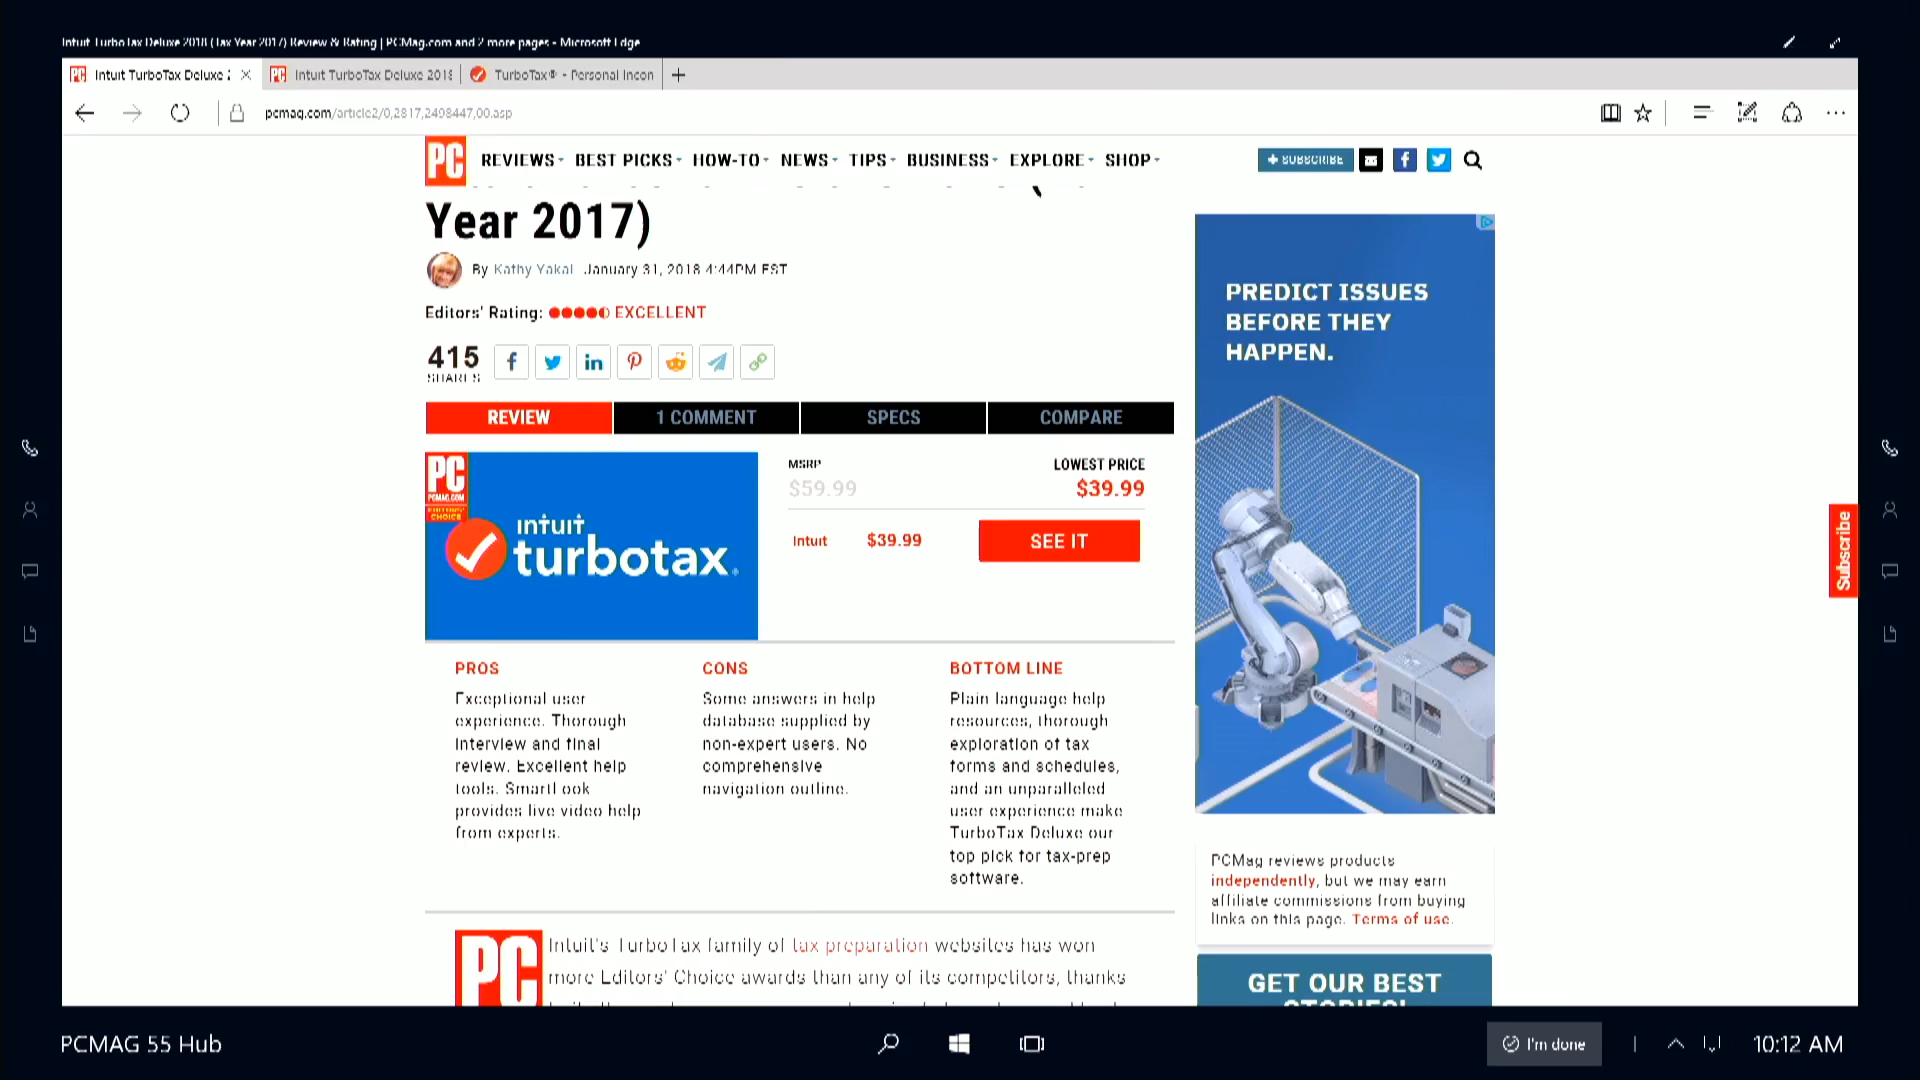 Intuit TurboTax Deluxe 2018 (Tax Year 2017) Review & Rating | PCMag.com and 2 more pages - Microsoft Edge
Intuit TurboTax Deluxe 2
Intuit TurboTax Deluxe 2018
TurboTax® - Personal Incon
pcmag.com/article2/0,2817,2498447,00.asp
PC
REVIEWS
BEST PICKS
HOW-TO
NEWS
TIPS
BUSINESS
EXPLORE
SHOP
+ SUBSCRIBE
Year 2017)
By Kathy Yakal January 31, 2018 4:44PM EST
Editors' Rating: EXCELLENT
415
SHARES
REVIEW
1 COMMENT
SPECS
COMPARE
PC
PCMAG.COM
EDITORS'
CHOICE
intuit
turbotax.
MSRP
$59.99
LOWEST PRICE
$39.99
Intuit $39.99
SEE IT
PROS
Exceptional user
experience. Thorough
interview and final
review. Excellent help
tools. SmartLook
provides live video help
from experts.
CONS
Some answers in help
database supplied by
non-expert users. No
comprehensive
navigation outline.
BOTTOM LINE
Plain language help
resources, thorough
exploration of tax
forms and schedules,
and an unparalleled
user experience make
TurboTax Deluxe our
top pick for tax-prep
software.
PC
Intuit's TurboTax family of tax preparation websites has won
more Editors' Choice awards than any of its competitors, thanks
PREDICT ISSUES
BEFORE THEY
HAPPEN.
PCMag reviews products
independently, but we may earn
affiliate commissions from buying
links on this page. Terms of use.
GET OUR BEST
STORIES!
Subscribe
PCMAG 55 Hub
I'm done
10:12 AM